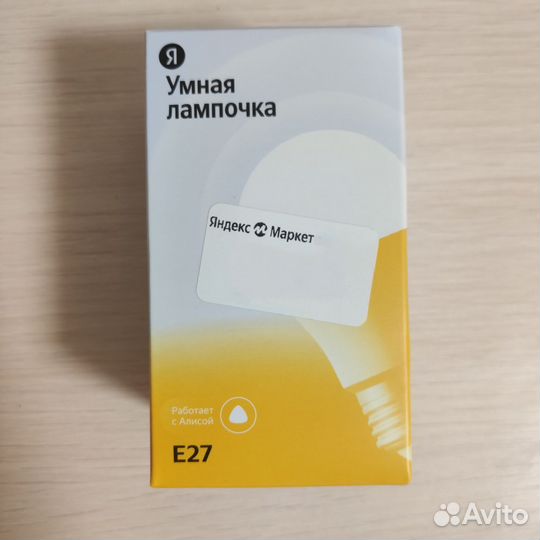 Я
Умная
лампочка
Яндекс Маркет
Работает
с Алисой
E27
Avito